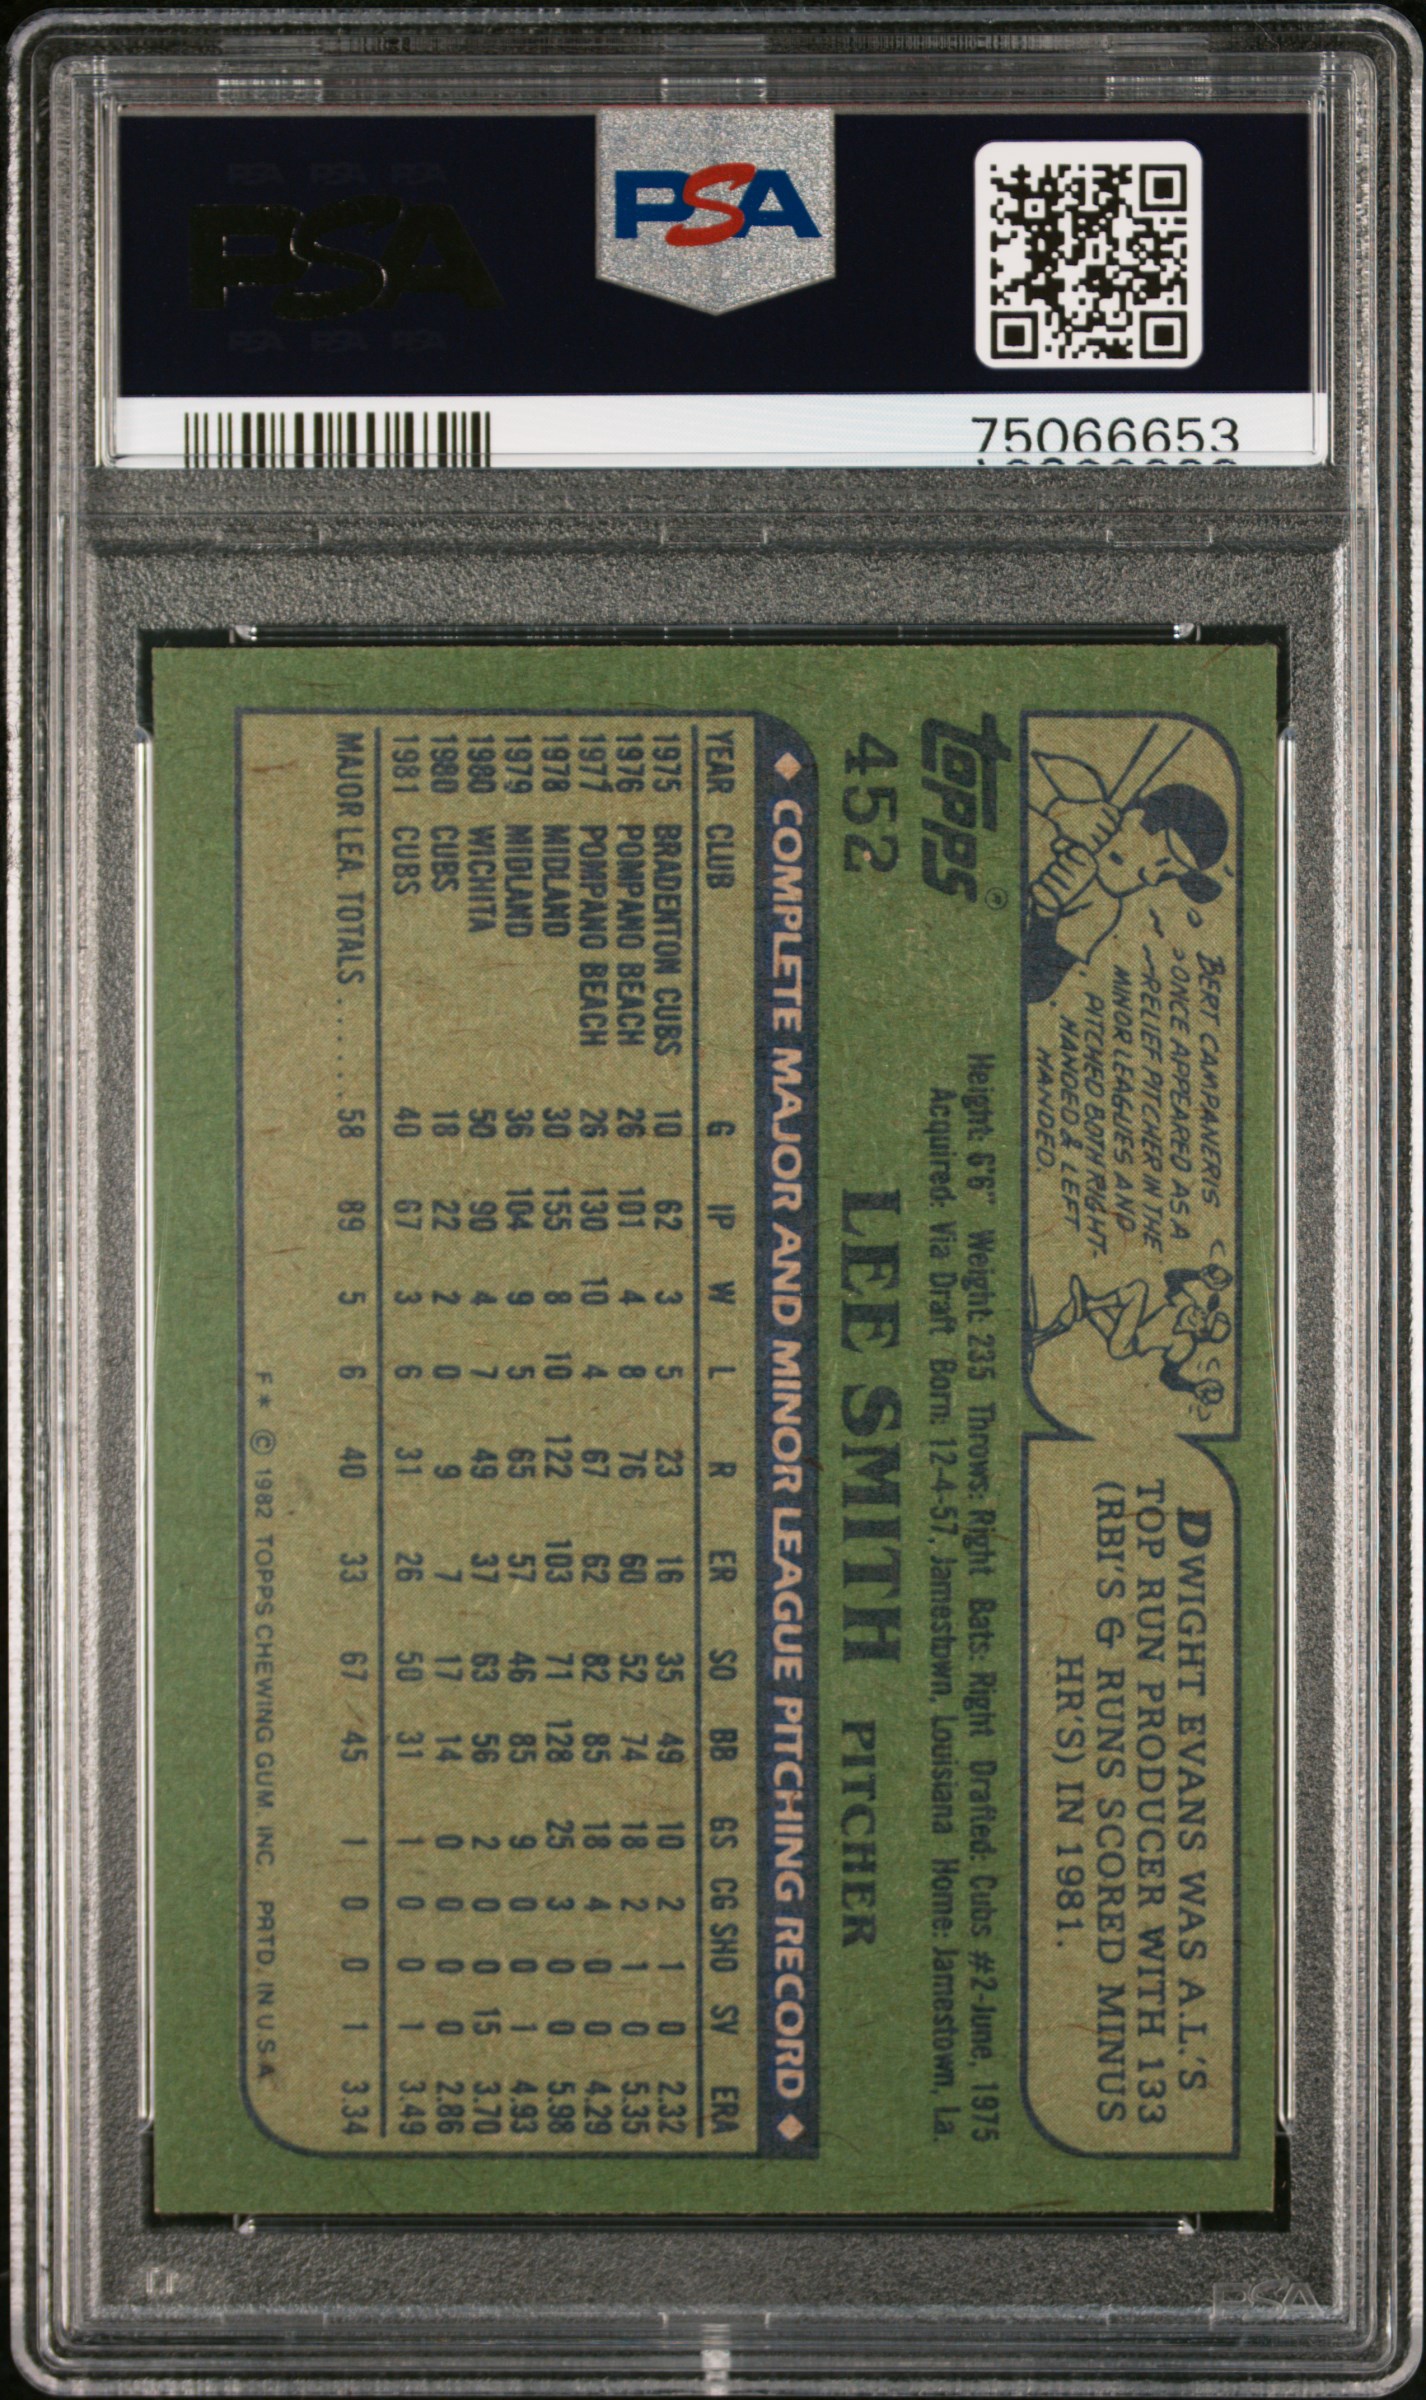 PSA PSA PSA
PSA
PSA PSA PSA
PSA
75066653
BERT CAMPANERIS
ONCE APPEARED AS A
RELIEF PITCHER IN THE
MINOR LEAGUES AND
PITCHED BOTH RIGHT-
HANDED & LEFT
HANDED.
DWIGHT EVANS WAS A.L.'S
TOP RUN PRODUCER WITH 133
(RBI'S & RUNS SCORED MINUS
HR'S) IN 1981.
TOPPS®
452
Height: 6'6" Weight: 235 Throws: Right Bats: Right Drafted: Cubs #2-June, 1975
Acquired: Via Draft Born: 12-4-57, Jamestown, Louisiana Home: Jamestown, La.
LEE SMITH PITCHER
◆ COMPLETE MAJOR AND MINOR LEAGUE PITCHING RECORD ◆
YEAR CLUB G IP W L R ER SO BB GS CG SHO SV ERA
1975 BRADENTON CUBS 10 62 3 5 23 16 35 49 10 2 1 0 2.32
1976 POMPANO BEACH 26 101 4 8 76 60 52 74 18 2 1 0 5.35
1977 POMPANO BEACH 26 130 10 4 67 62 82 85 18 4 0 0 4.29
1978 MIDLAND 30 155 8 10 122 103 71 128 25 3 0 0 5.98
1979 MIDLAND 36 104 9 5 65 57 46 85 9 0 0 1 4.93
1980 WICHITA 50 90 4 7 49 37 63 56 2 0 0 15 3.70
1980 CUBS 18 22 2 0 9 7 17 14 0 0 0 0 2.86
1981 CUBS 40 67 3 6 31 26 50 31 1 0 0 1 3.49
MAJOR LEA. TOTALS ...... 58 89 5 6 40 33 67 45 1 0 0 1 3.34
F* © 1982 TOPPS CHEWING GUM, INC. PRTD. IN U.S.A.
PSA